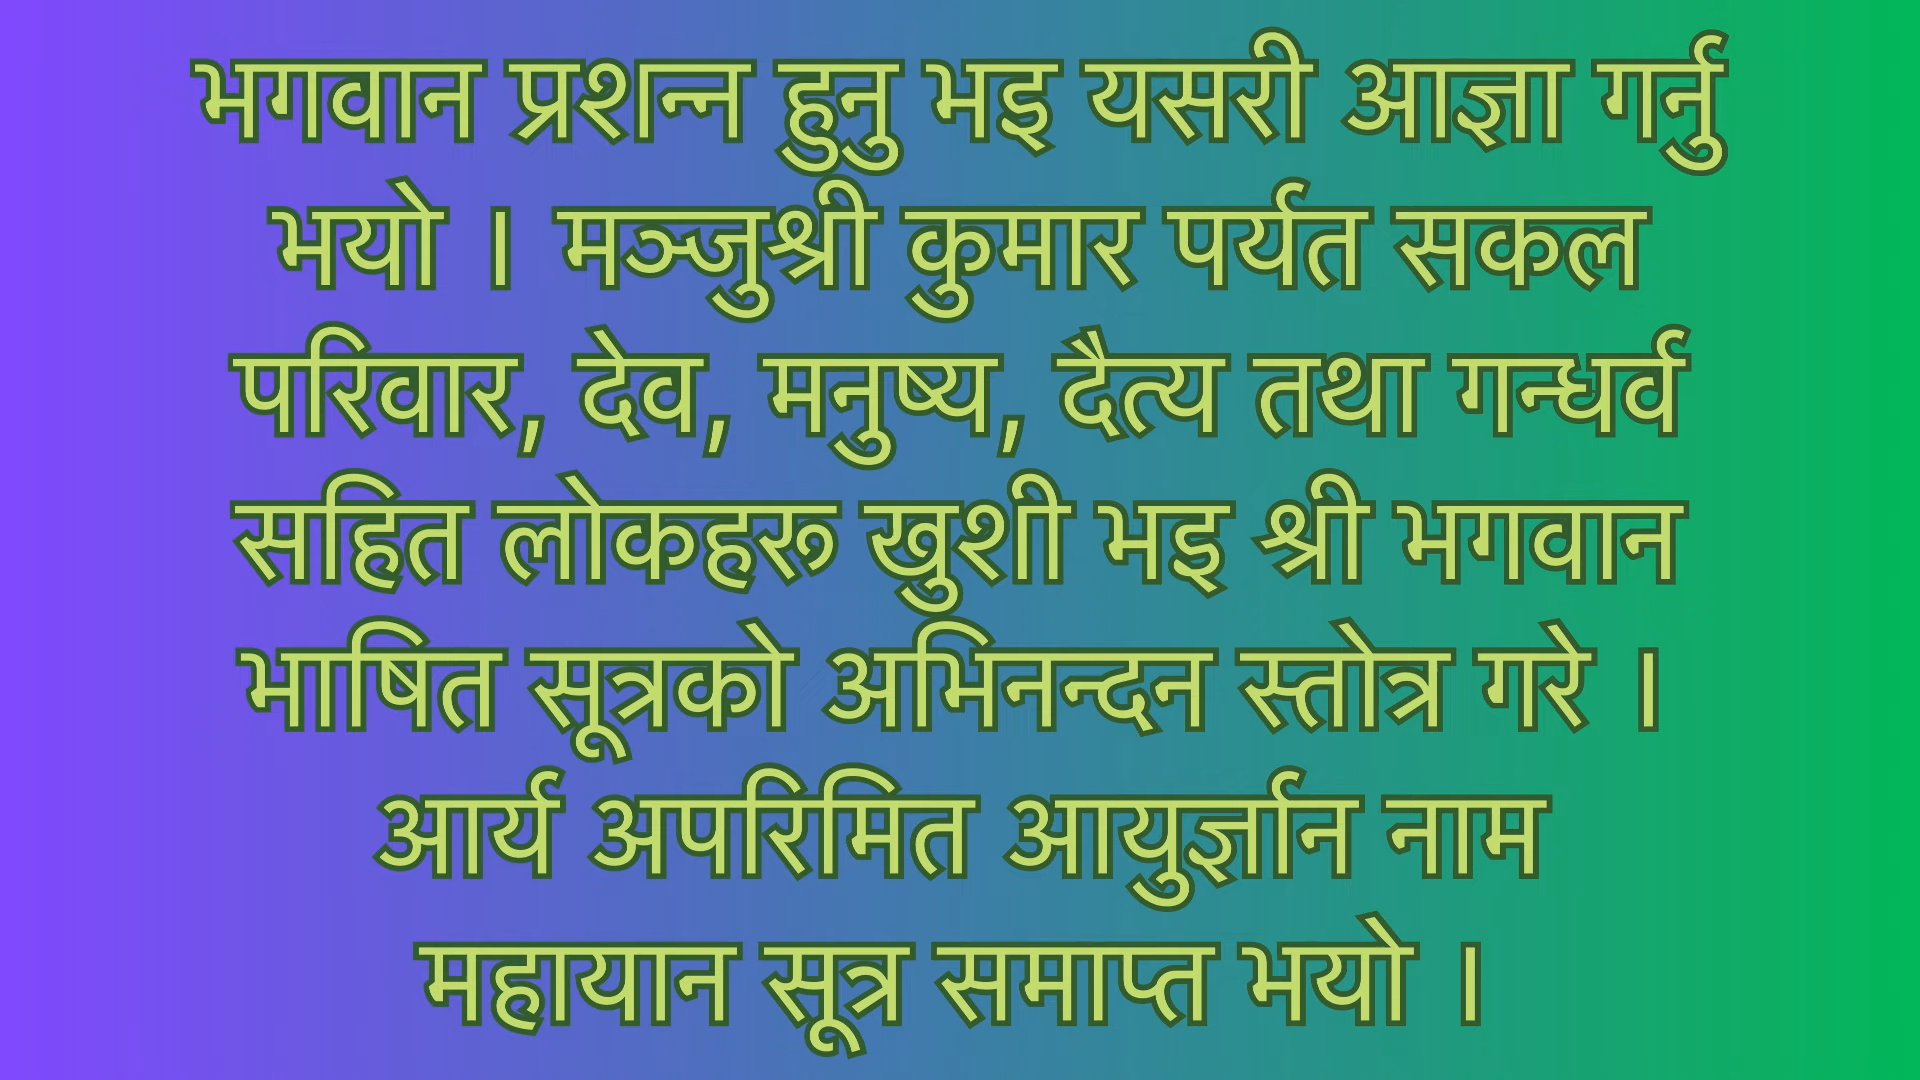 भगवान प्रशन्न हुनु भइ यसरी आज्ञा गर्नु
भयो । मञ्जुश्री कुमार पर्यत सकल
परिवार, देव, मनुष्य, दैत्य तथा गन्धर्व
सहित लोकहरू खुशी भइ श्री भगवान
भाषित सूत्रको अभिनन्दन स्तोत्र गरे ।
आर्य अपरिमित आयुर्ज्ञान नाम
महायान सूत्र समाप्त भयो ।